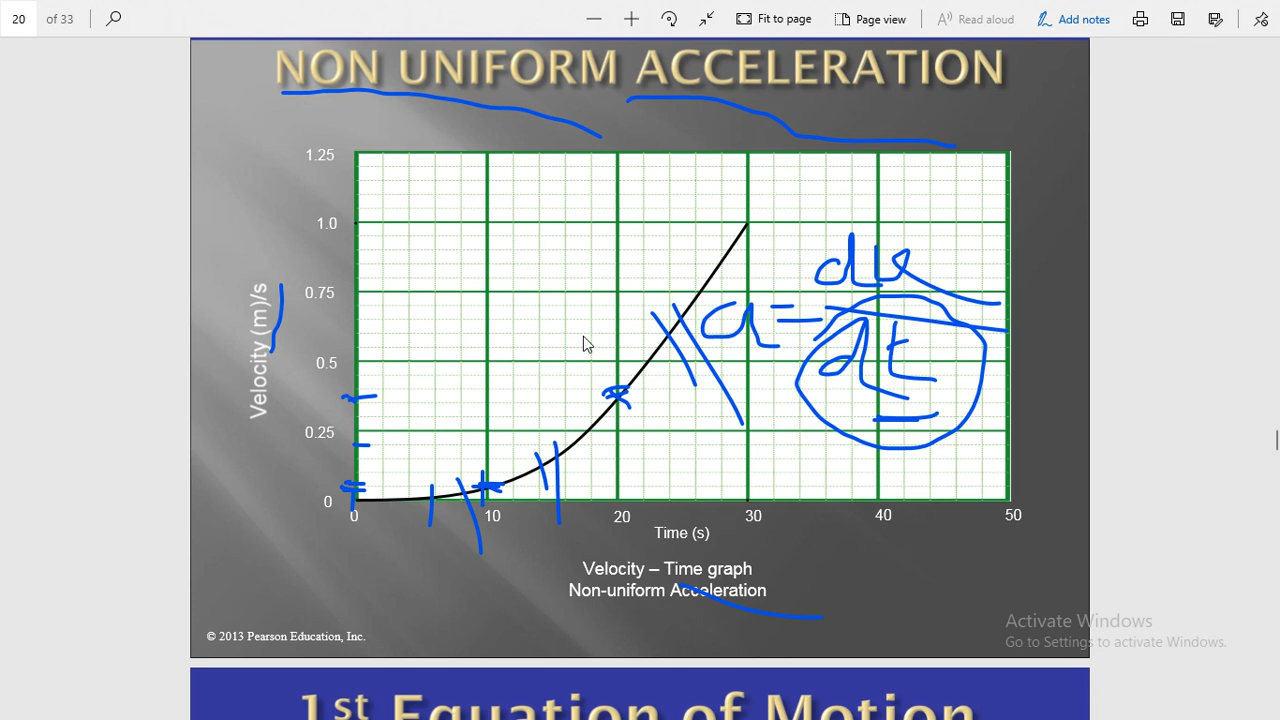 20 of 33
Fit to page
Page view
Read aloud
Add notes
NON UNIFORM ACCELERATION
1.25
1.0
0.75
0.5
0.25
0
Velocity (m)/s
a = dv
dt
0 10 20 30 40 50
Time (s)
Velocity – Time graph
Non-uniform Acceleration
Activate Windows
Go to Settings to activate Windows.
© 2013 Pearson Education, Inc.
1st Equation of Motion